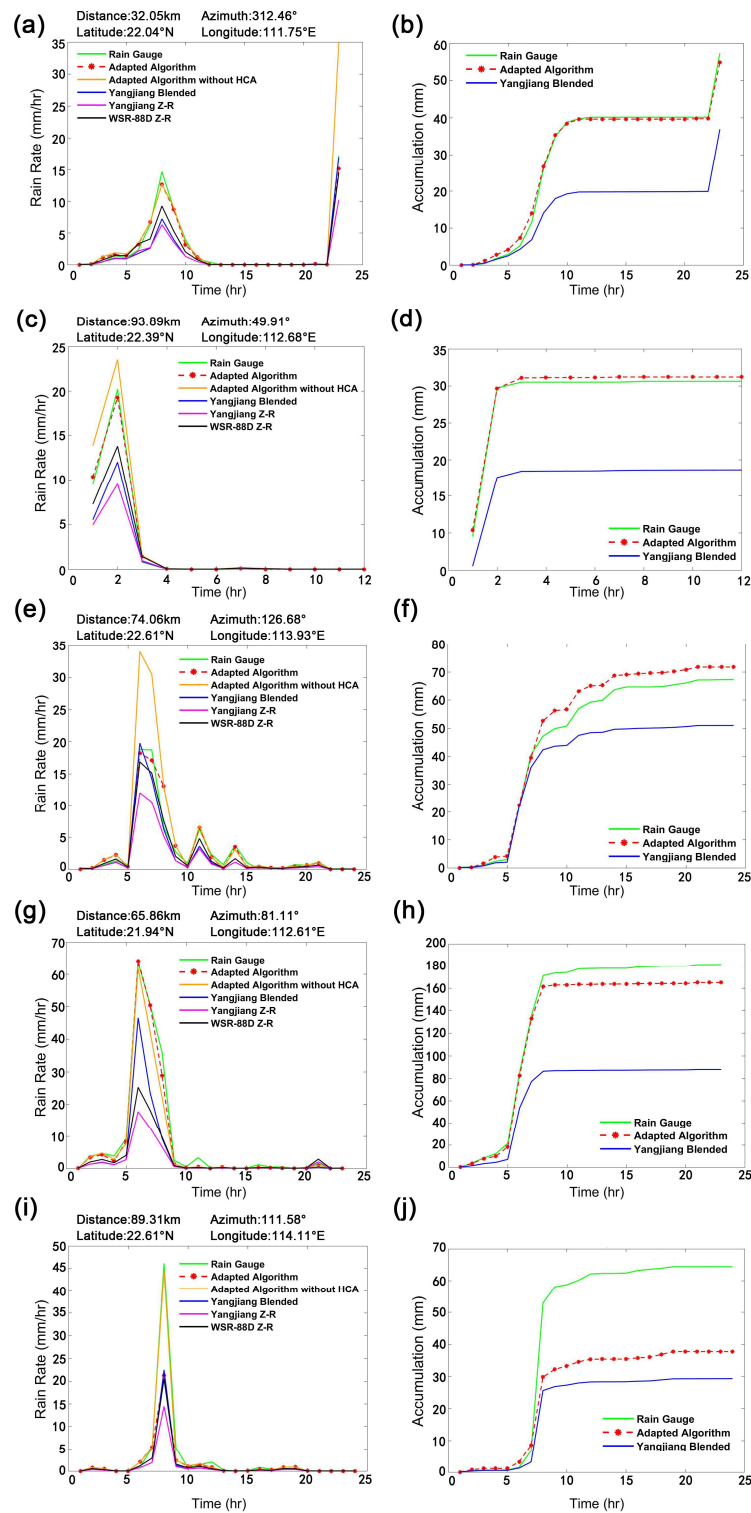 (a)
Distance:32.05km Azimuth:312.46°
Latitude:22.04°N Longitude:111.75°E
Rain Rate (mm/hr)
35
30
25
20
15
10
5
0
Rain Gauge
Adapted Algorithm
Adapted Algorithm without HCA
Yangjiang Blended
Yangjiang Z-R
WSR-88D Z-R
0 5 10 15 20 25
Time (hr)
(b)
Accumulation (mm)
60
50
40
30
20
10
0
Rain Gauge
Adapted Algorithm
Yangjiang Blended
0 5 10 15 20 25
Time (hr)
(c)
Distance:93.89km Azimuth:49.91°
Latitude:22.39°N Longitude:112.68°E
Rain Rate (mm/hr)
25
20
15
10
5
0
Rain Gauge
Adapted Algorithm
Adapted Algorithm without HCA
Yangjiang Blended
Yangjiang Z-R
WSR-88D Z-R
0 2 4 6 8 10 12
Time (hr)
(d)
Accumulation (mm)
35
30
25
20
15
10
5
0
Rain Gauge
Adapted Algorithm
Yangjiang Blended
0 2 4 6 8 10 12
Time (hr)
(e)
Distance:74.06km Azimuth:126.68°
Latitude:22.61°N Longitude:113.93°E
Rain Rate (mm/hr)
35
30
25
20
15
10
5
0
Rain Gauge
Adapted Algorithm
Adapted Algorithm without HCA
Yangjiang Blended
Yangjiang Z-R
WSR-88D Z-R
0 5 10 15 20 25
Time (hr)
(f)
Accumulation (mm)
80
70
60
50
40
30
20
10
0
Rain Gauge
Adapted Algorithm
Yangjiang Blended
0 5 10 15 20 25
Time (hr)
(g)
Distance:65.86km Azimuth:81.11°
Latitude:21.94°N Longitude:112.61°E
Rain Rate (mm/hr)
70
60
50
40
30
20
10
0
Rain Gauge
Adapted Algorithm
Adapted Algorithm without HCA
Yangjiang Blended
Yangjiang Z-R
WSR-88D Z-R
0 5 10 15 20 25
Time (hr)
(h)
Accumulation (mm)
200
180
160
140
120
100
80
60
40
20
0
Rain Gauge
Adapted Algorithm
Yangjiang Blended
0 5 10 15 20 25
Time (hr)
(i)
Distance:89.31km Azimuth:111.58°
Latitude:22.61°N Longitude:114.11°E
Rain Rate (mm/hr)
50
45
40
35
30
25
20
15
10
5
0
Rain Gauge
Adapted Algorithm
Adapted Algorithm without HCA
Yangjiang Blended
Yangjiang Z-R
WSR-88D Z-R
0 5 10 15 20 25
Time (hr)
(j)
Accumulation (mm)
70
60
50
40
30
20
10
0
Rain Gauge
Adapted Algorithm
Yangjiang Blended
0 5 10 15 20 25
Time (hr)